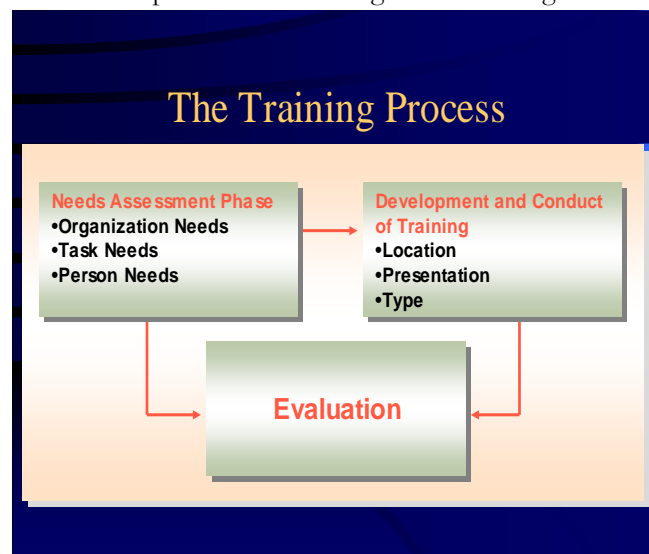 The Training Process
Needs Assessment Phase
•Organization Needs
•Task Needs
•Person Needs
Development and Conduct
of Training
•Location
•Presentation
•Type
Evaluation